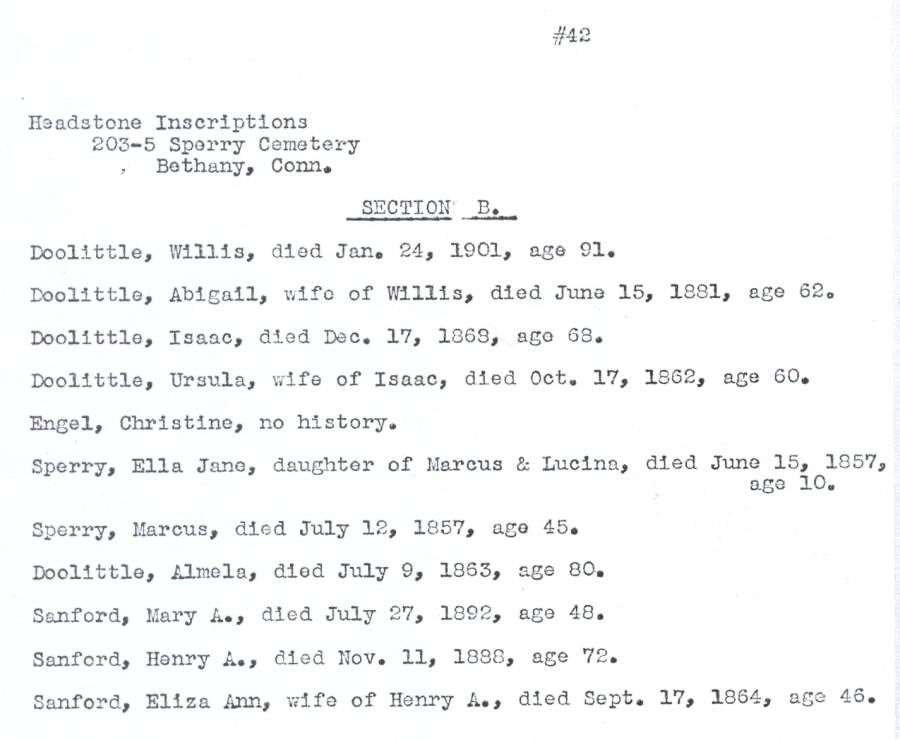 #42
Headstone Inscriptions
203-5 Sperry Cemetery
Bethany, Conn.
SECTION B.
Doolittle, Willis, died Jan. 24, 1901, age 91.
Doolittle, Abigail, wife of Willis, died June 15, 1881, age 62.
Doolittle, Isaac, died Dec. 17, 1868, age 68.
Doolittle, Ursula, wife of Isaac, died Oct. 17, 1862, age 60.
Engel, Christine, no history.
Sperry, Ella Jane, daughter of Marcus & Lucina, died June 15, 1857,
age 10.
Sperry, Marcus, died July 12, 1857, age 45.
Doolittle, Almela, died July 9, 1863, age 80.
Sanford, Mary A., died July 27, 1892, age 48.
Sanford, Henry A., died Nov. 11, 1888, age 72.
Sanford, Eliza Ann, wife of Henry A., died Sept. 17, 1864, age 46.